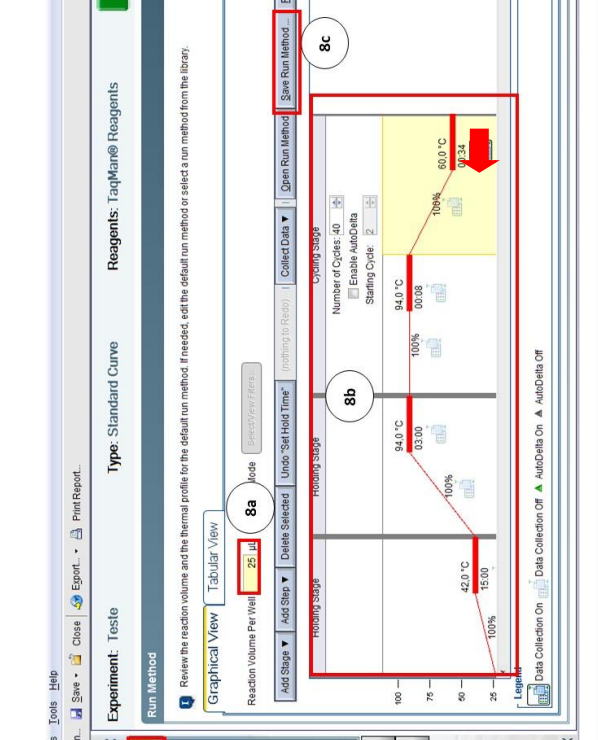 s Tools Help
n... Save Close Export... Print Report...
Experiment: Teste Type: Standard Curve Reagents: TaqMan® Reagents
Run Method
Review the reaction volume and the thermal profile for the default run method. If needed, edit the default run method or select a run method from the library.
Graphical View Tabular View
Reaction Volume Per Well 25 µL Mode Select/View Filters...
8a
Add Stage ▼ Add Step ▼ Delete Selected Undo "Set Hold Time" (nothing to Redo) Collect Data ▼ Open Run Method Save Run Method ...
8c
Holding Stage Holding Stage Cycling Stage
8b
Number of Cycles: 40
Enable AutoDelta
Starting Cycle: 2
100
75
50
25
100% 42,0 °C
15:00
100% 94,0 °C
03:00
100% 94,0 °C
00:08
100% 60,0 °C
00:34
Legend
Data Collection On Data Collection Off ▲ AutoDelta On ▲ AutoDelta Off